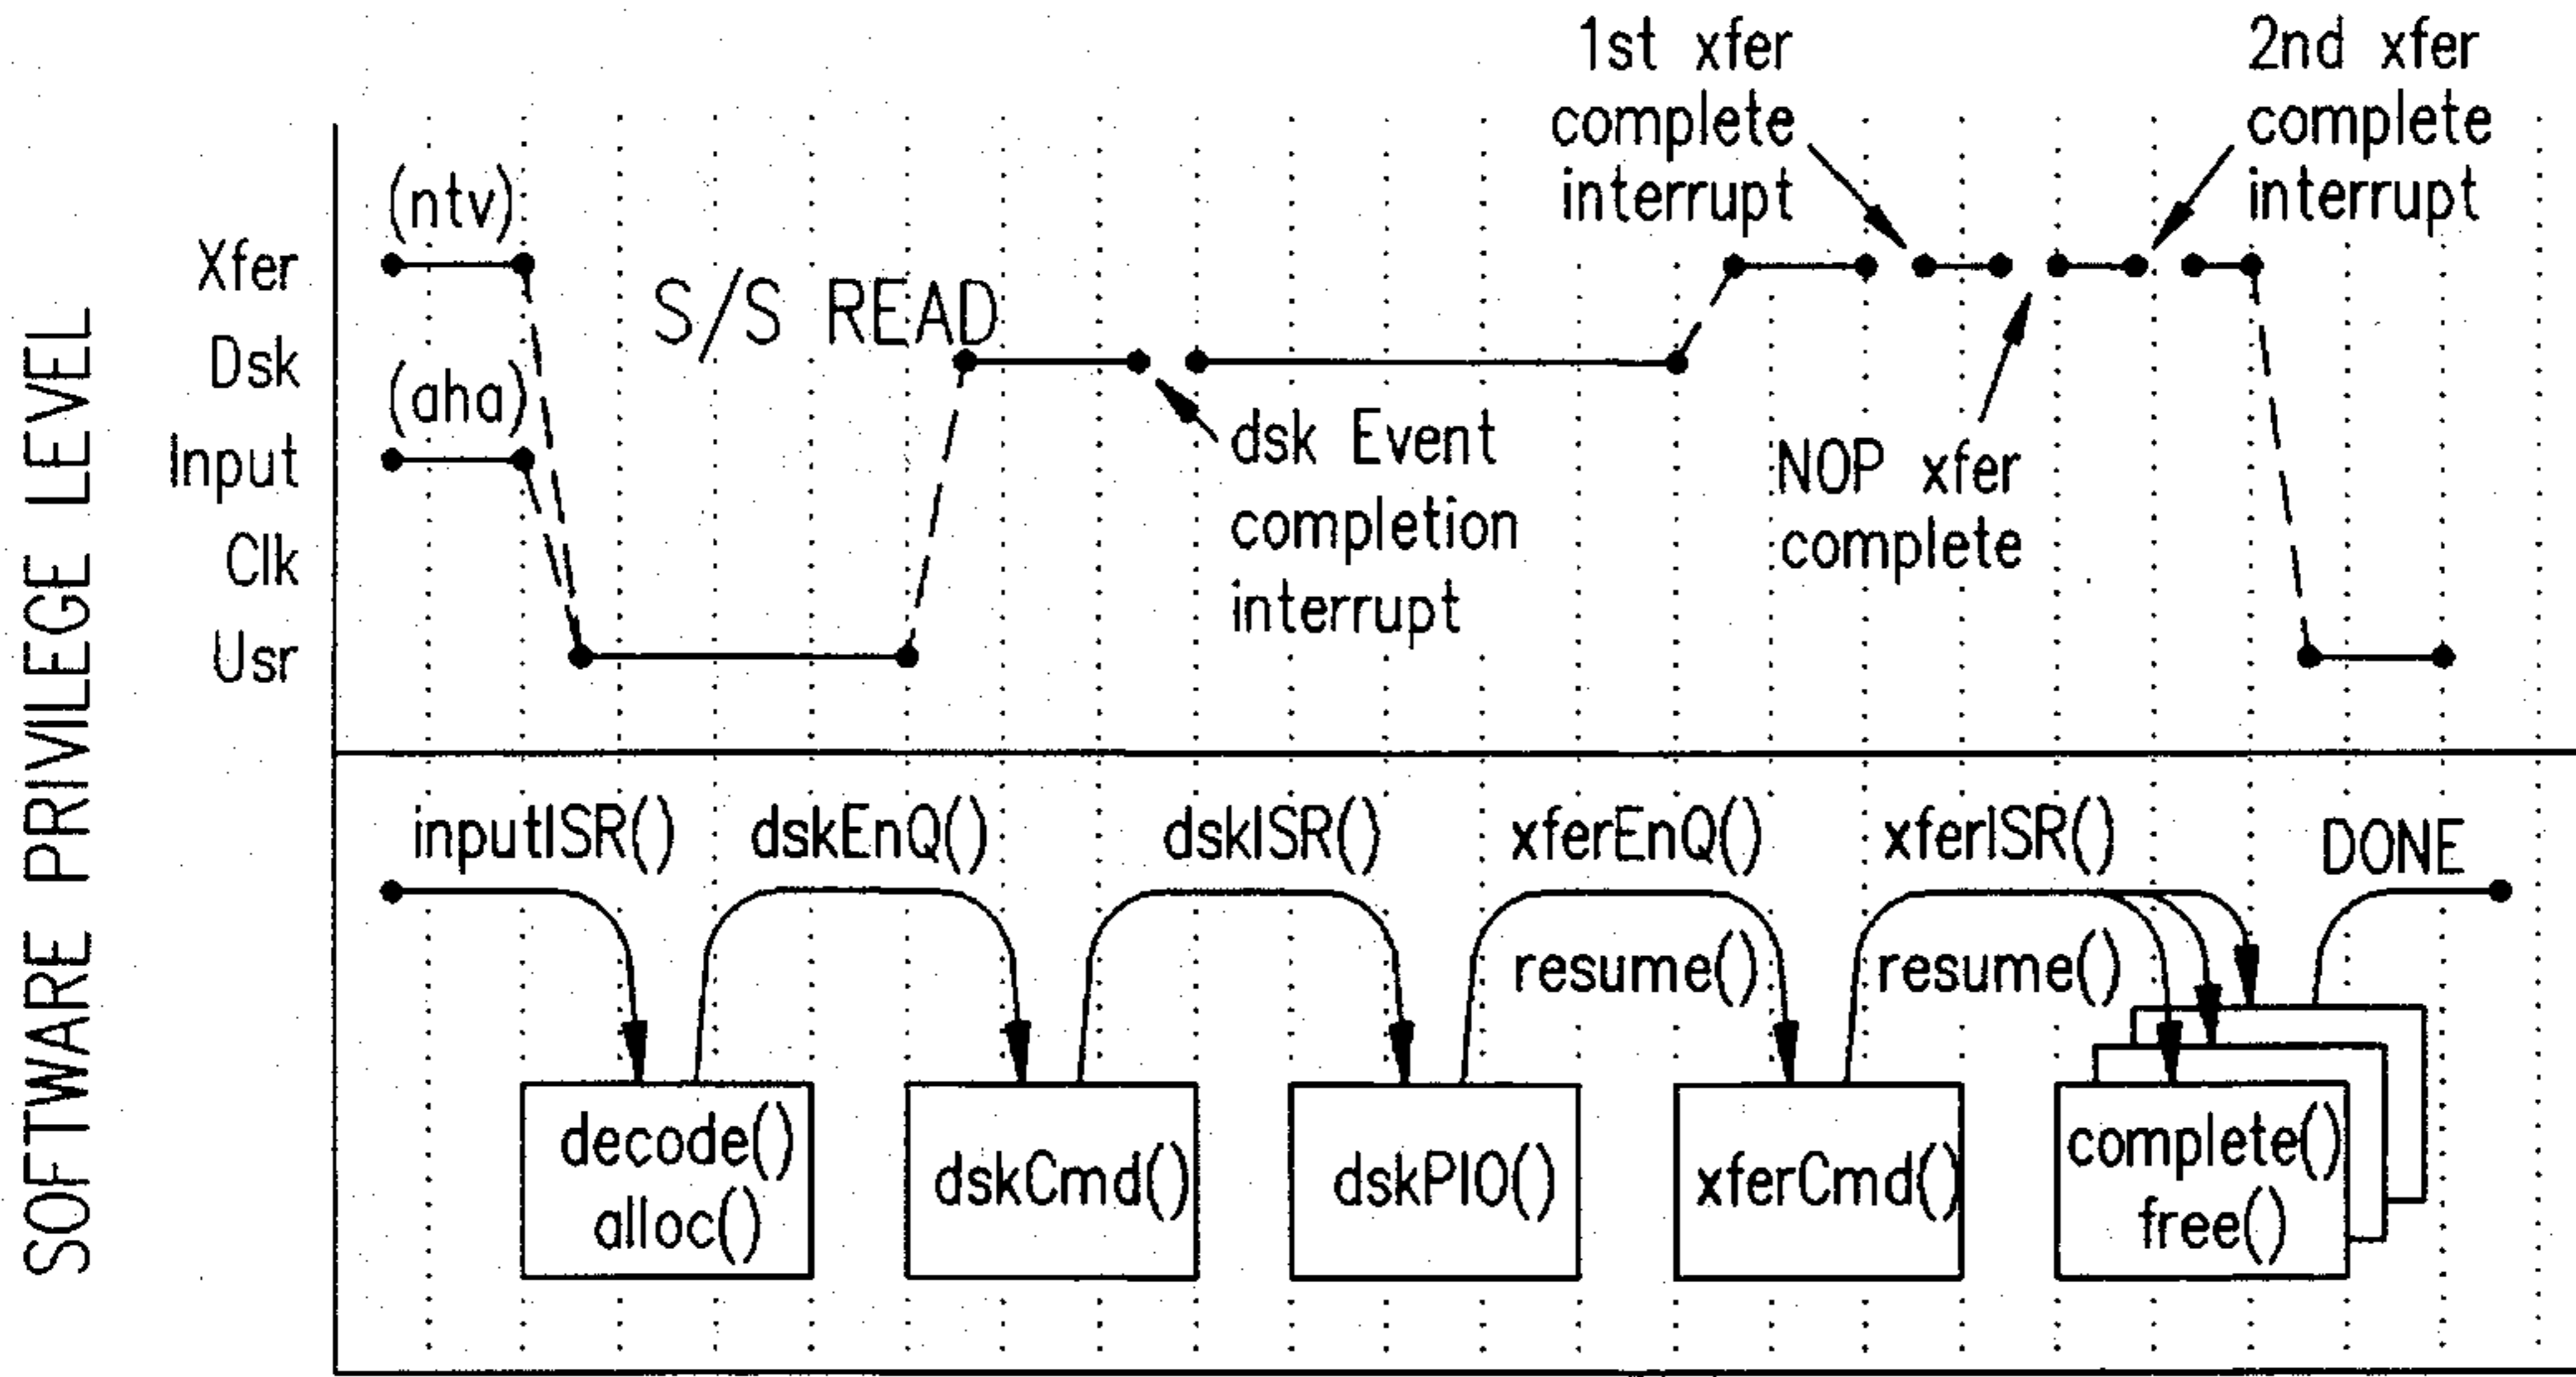 SOFTWARE PRIVILEGE LEVEL
1st xfer
complete
interrupt
2nd xfer
complete
interrupt
(ntv)
Xfer
S/S READ
Dsk
(aha)
Input
dsk Event
completion
interrupt
NOP xfer
complete
Clk
Usr
inputISR()
dskEnQ()
dskISR()
xferEnQ()
xferISR()
DONE
resume()
resume()
decode()
alloc()
dskCmd()
dskPIO()
xferCmd()
complete()
free()